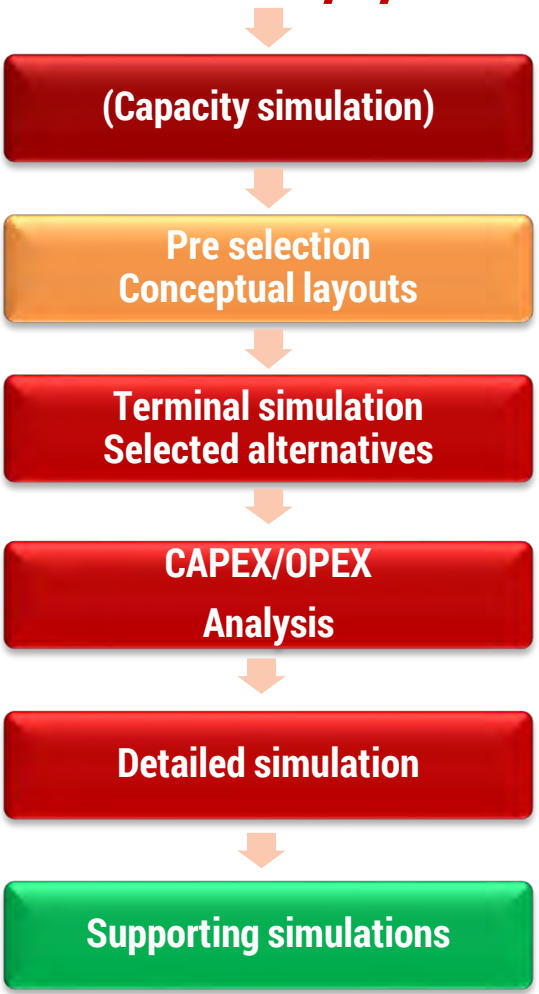 (Capacity simulation)
Pre selection
Conceptual layouts
Terminal simulation
Selected alternatives
CAPEX/OPEX
Analysis
Detailed simulation
Supporting simulations